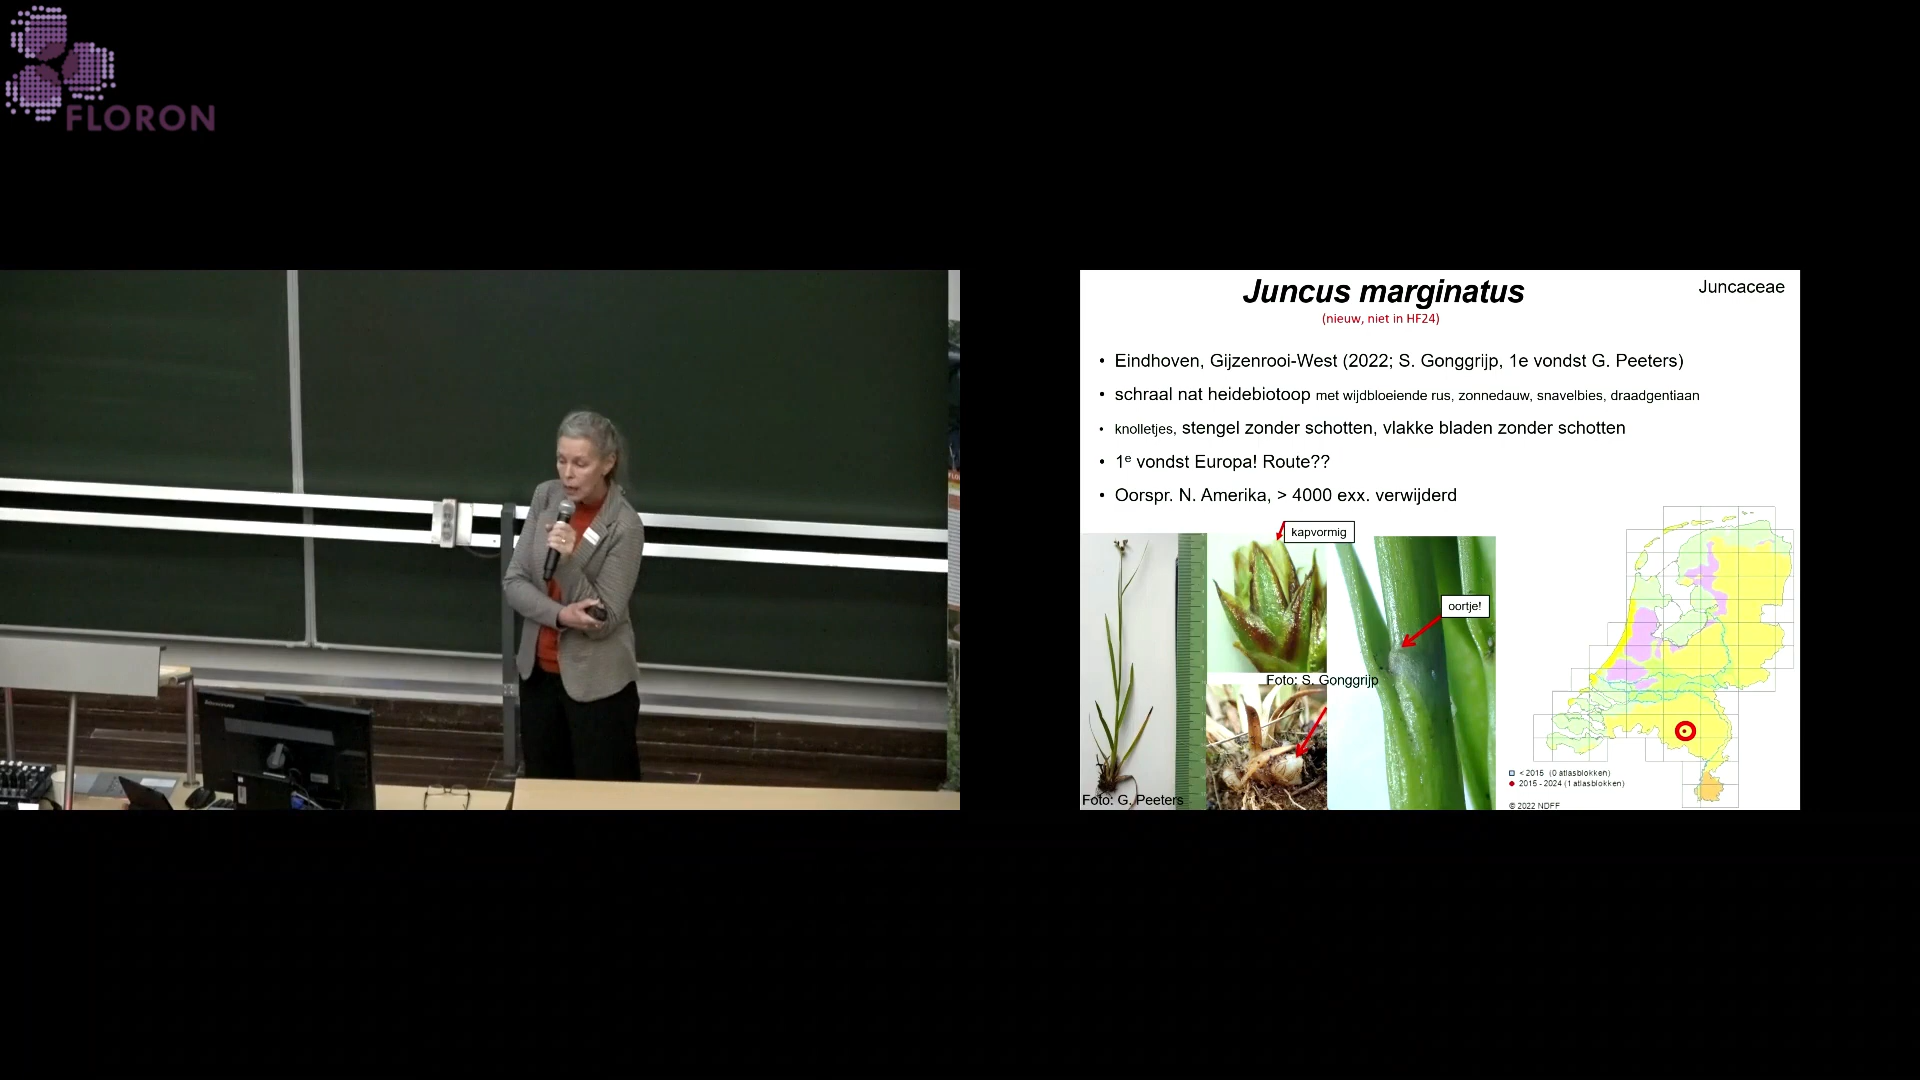 FLORON
Juncus marginatus
Juncaceae
(nieuw, niet in HF24)
• Eindhoven, Gijzenrooi-West (2022; S. Gonggrijp, 1e vondst G. Peeters)
• schraal nat heidebiotoop met wijdbloeiende rus, zonnedauw, snavelbies, draadgentiaan
• knolletjes, stengel zonder schotten, vlakke bladen zonder schotten
• 1e vondst Europa! Route??
• Oorspr. N. Amerika, > 4000 exx. verwijderd
kapvormig
oortje!
Foto: S. Gonggrijp
Foto: G. Peeters
< 2015 (0 atlasblokken)
2015 - 2024 (1 atlasblokken)
© 2022 NDFF